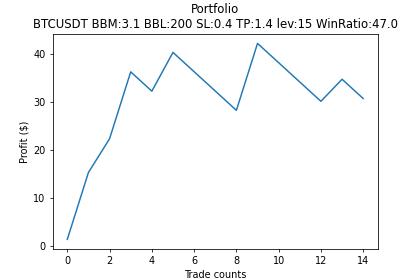 Portfolio
BTCUSDT BBM:3.1 BBL:200 SL:0.4 TP:1.4 lev:15 WinRatio:47.0
40
30
20
10
0
Profit ($)
0 2 4 6 8 10 12 14
Trade counts